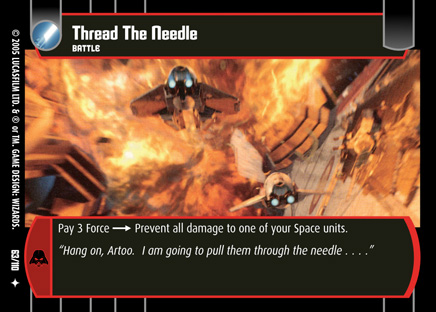 Thread The Needle
BATTLE
Pay 3 Force → Prevent all damage to one of your Space units.
“Hang on, Artoo. I am going to pull them through the needle . . . .”
© 2005 LUCASFILM LTD. & ® or TM. GAME DESIGN: WIZARDS.
63/110